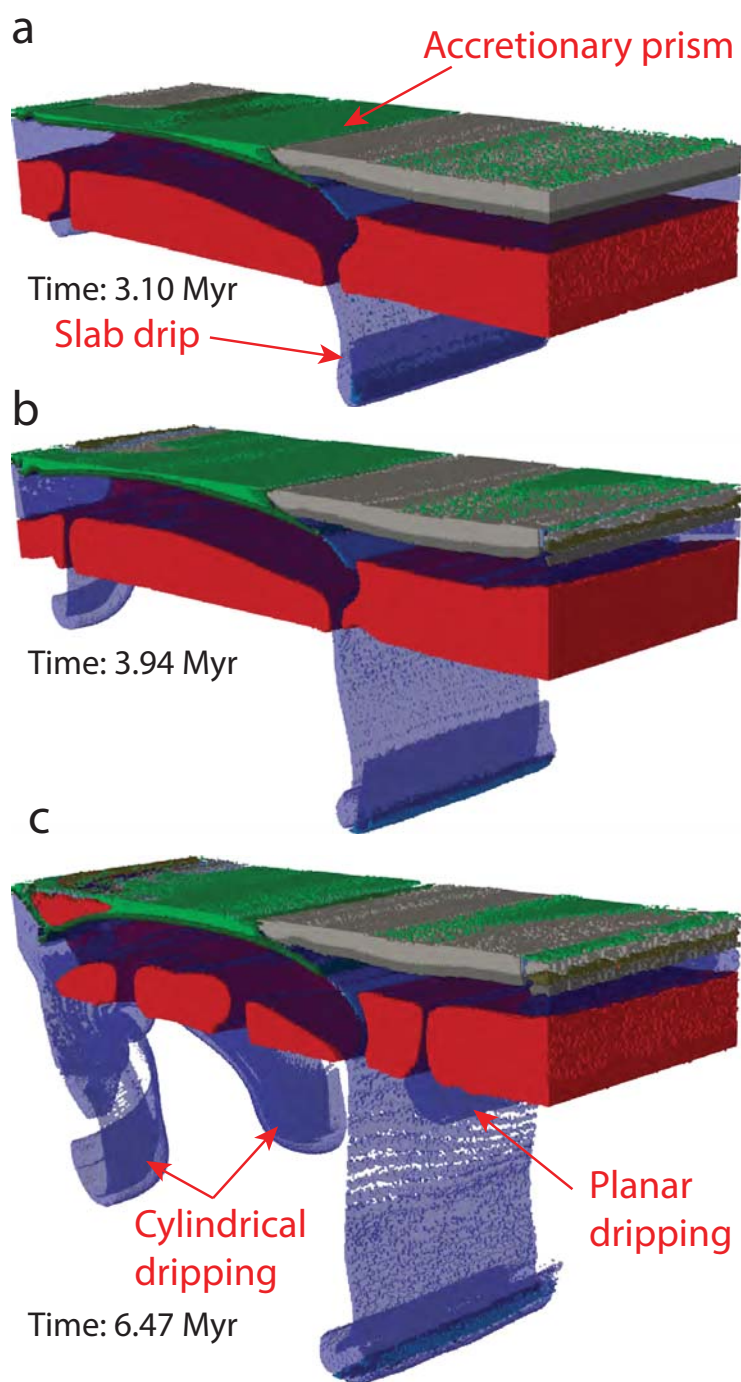 a
Accretionary prism
Time: 3.10 Myr
Slab drip
b
Time: 3.94 Myr
c
Cylindrical
dripping
Planar
dripping
Time: 6.47 Myr